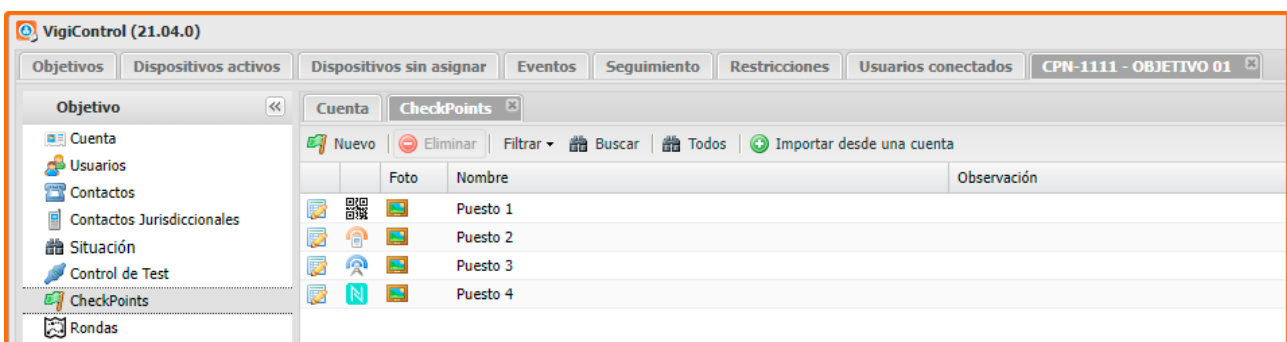 VigiControl (21.04.0)
Objetivos Dispositivos activos Dispositivos sin asignar Eventos Seguimiento Restricciones Usuarios conectados CPN-1111 - OBJETIVO 01
Objetivo
Cuenta
Usuarios
Contactos
Contactos Jurisdiccionales
Situación
Control de Test
CheckPoints
Rondas
Cuenta CheckPoints
Nuevo Eliminar Filtrar Buscar Todos Importar desde una cuenta
Foto Nombre Observación
Puesto 1
Puesto 2
Puesto 3
Puesto 4